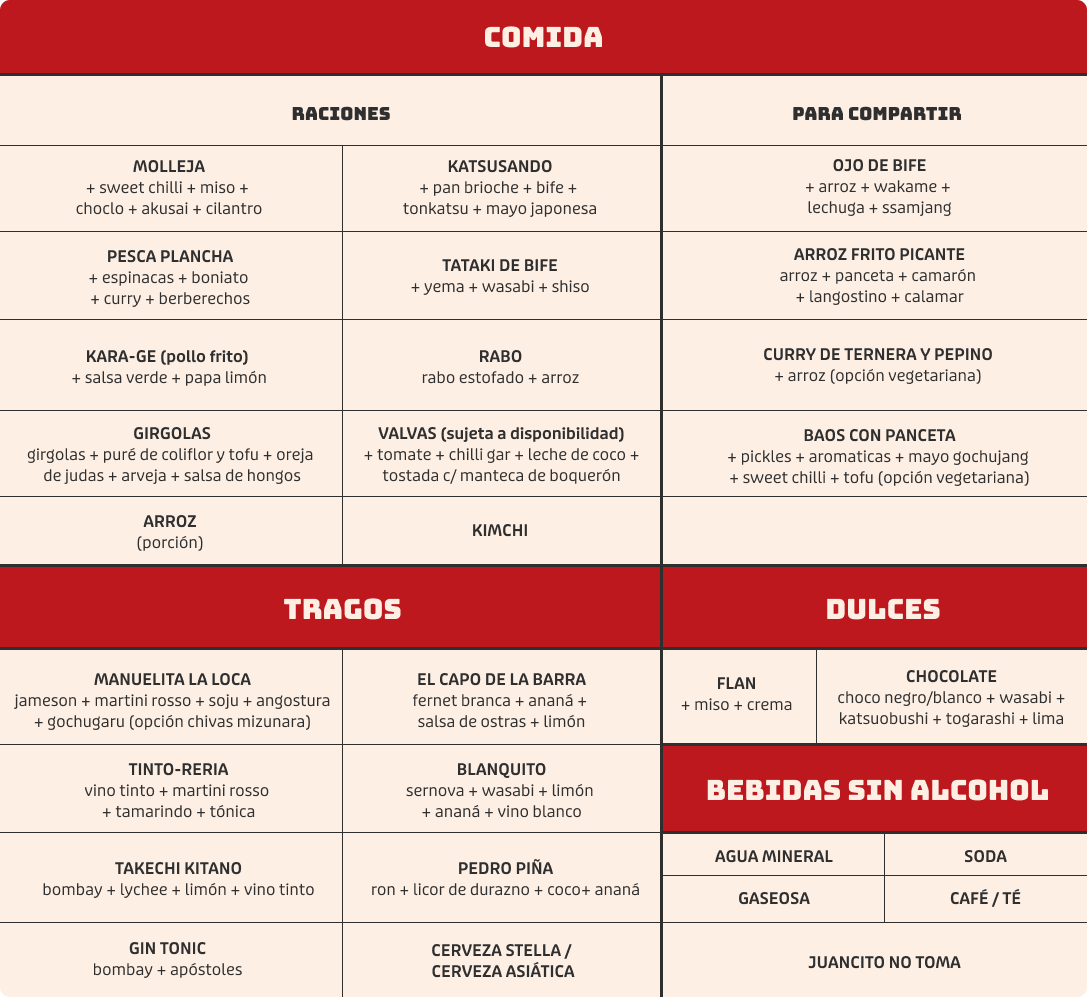 COMIDA
RACIONES
PARA COMPARTIR
MOLLEJA
+ sweet chilli + miso +
choclo + akusai + cilantro
KATSUSANDO
+ pan brioche + bife +
tonkatsu + mayo japonesa
OJO DE BIFE
+ arroz + wakame +
lechuga + ssamjang
PESCA PLANCHA
+ espinacas + boniato
+ curry + berberechos
TATAKI DE BIFE
+ yema + wasabi + shiso
ARROZ FRITO PICANTE
arroz + panceta + camarón
+ langostino + calamar
KARA-GE (pollo frito)
+ salsa verde + papa limón
RABO
rabo estofado + arroz
CURRY DE TERNERA Y PEPINO
+ arroz (opción vegetariana)
GIRGOLAS
girgolas + puré de coliflor y tofu + oreja
de judas + arveja + salsa de hongos
VALVAS (sujeta a disponibilidad)
+ tomate + chilli gar + leche de coco +
tostada c/ manteca de boquerón
BAOS CON PANCETA
+ pickles + aromaticas + mayo gochujang
+ sweet chilli + tofu (opción vegetariana)
ARROZ
(porción)
KIMCHI
TRAGOS
DULCES
MANUELITA LA LOCA
jameson + martini rosso + soju + angostura
+ gochugaru (opción chivas mizunara)
EL CAPO DE LA BARRA
fernet branca + ananá +
salsa de ostras + limón
FLAN
+ miso + crema
CHOCOLATE
choco negro/blanco + wasabi +
katsuobushi + togarashi + lima
TINTO-RERIA
vino tinto + martini rosso
+ tamarindo + tónica
BLANQUITO
sernova + wasabi + limón
+ ananá + vino blanco
BEBIDAS SIN ALCOHOL
TAKECHI KITANO
bombay + lychee + limón + vino tinto
PEDRO PIÑA
ron + licor de durazno + coco+ ananá
AGUA MINERAL
SODA
GASEOSA
CAFÉ / TÉ
GIN TONIC
bombay + apóstoles
CERVEZA STELLA /
CERVEZA ASIÁTICA
JUANCITO NO TOMA